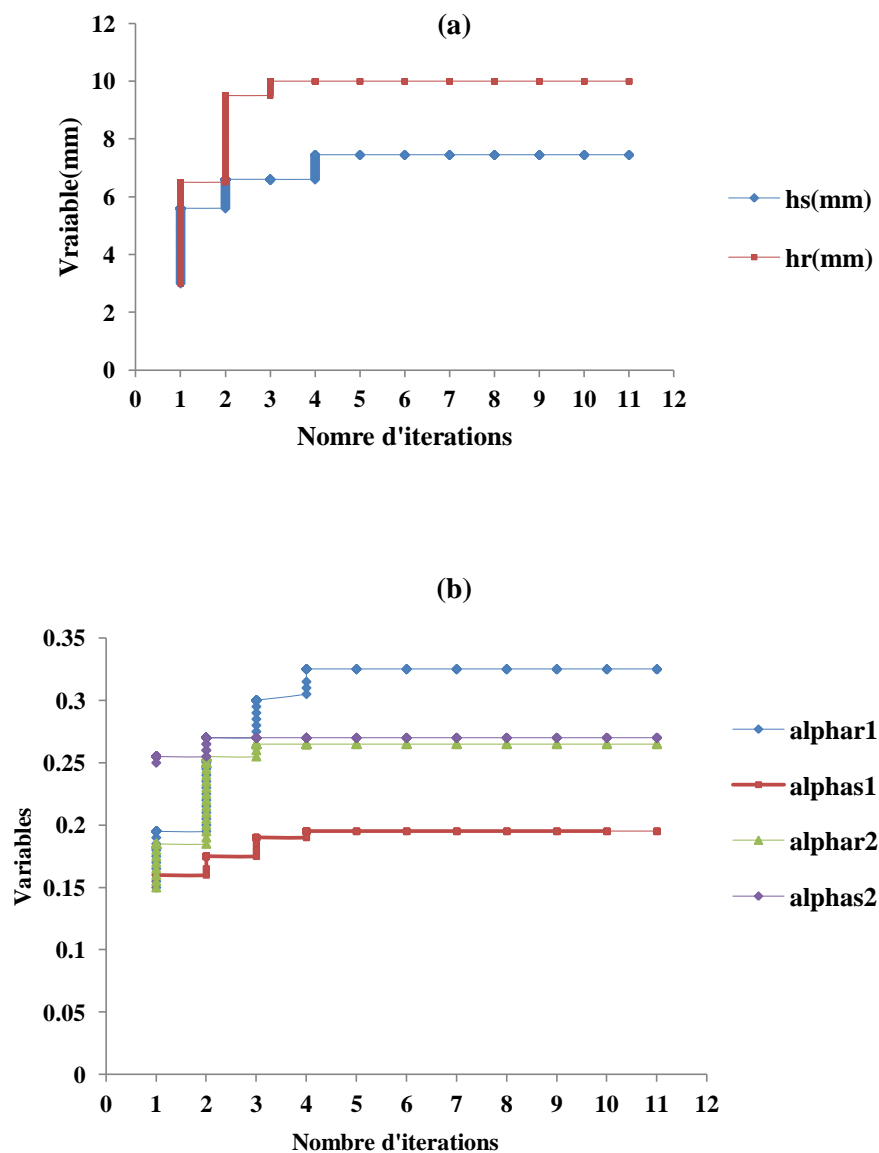 (a)
12
10
8
6
4
2
0
Vraiable(mm)
0 1 2 3 4 5 6 7 8 9 10 11 12
Nomre d'iterations
hs(mm)
hr(mm)
(b)
0.35
0.3
0.25
0.2
0.15
0.1
0.05
0
Variables
0 1 2 3 4 5 6 7 8 9 10 11 12
Nombre d'iterations
alphar1
alphas1
alphar2
alphas2